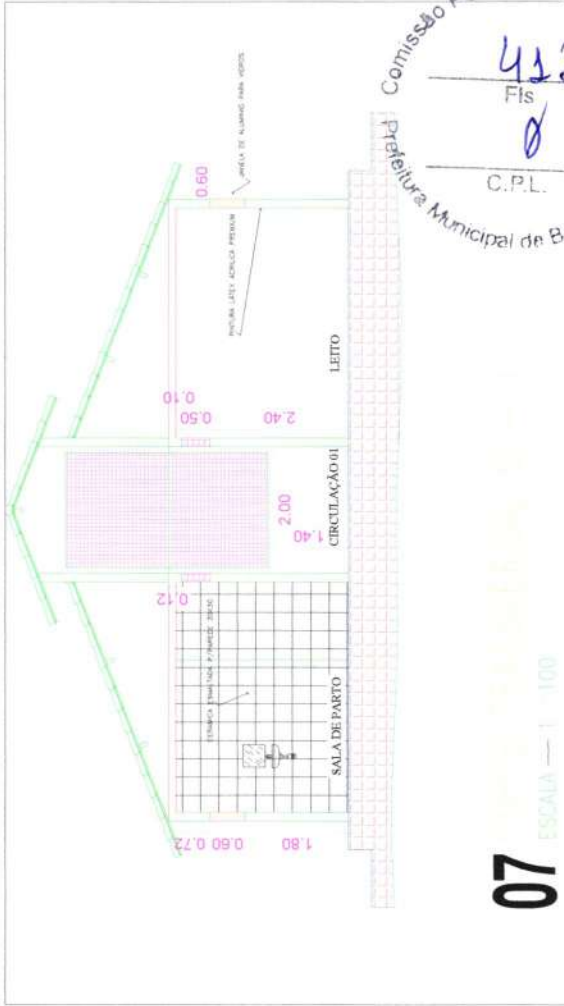 JANELA DE ALUMINIO PARA VIDROS
0.60
PINTURA LATEX ACRILICA PREMIUM
LEITO
0.10
0.50
2.40
2.00
1.40
CIRCULAÇÃO 01
0.12
CERAMICA ESMALTADA P/PAREDE
SALA DE PARTO
0.72
0.60
1.80
07
ESCALA — 1 100
Comissão
Fls
C.P.L.
Prefeitura Municipal de B